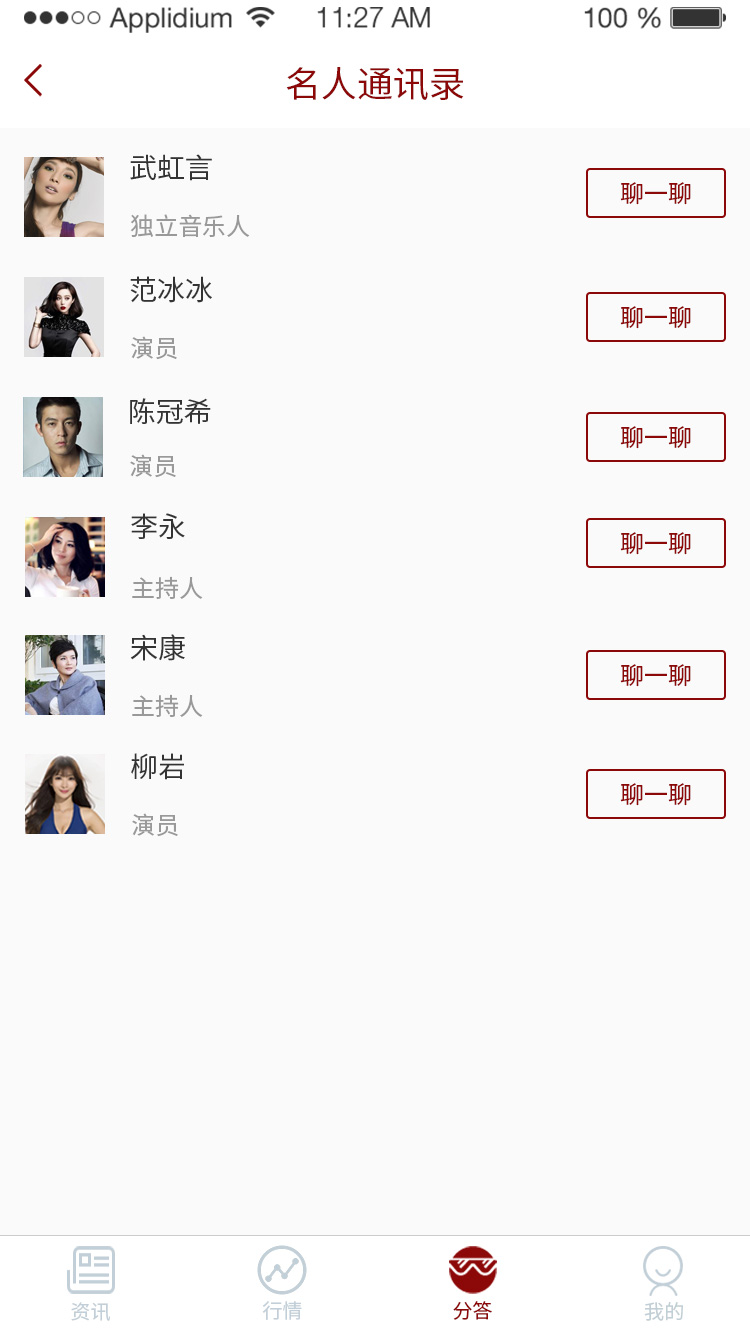 Applidium 11:27 AM 100 %
名人通讯录
武虹言
聊一聊
独立音乐人
范冰冰
聊一聊
演员
陈冠希
聊一聊
演员
李永
聊一聊
主持人
宋康
聊一聊
主持人
柳岩
聊一聊
演员
资讯 行情 分答 我的